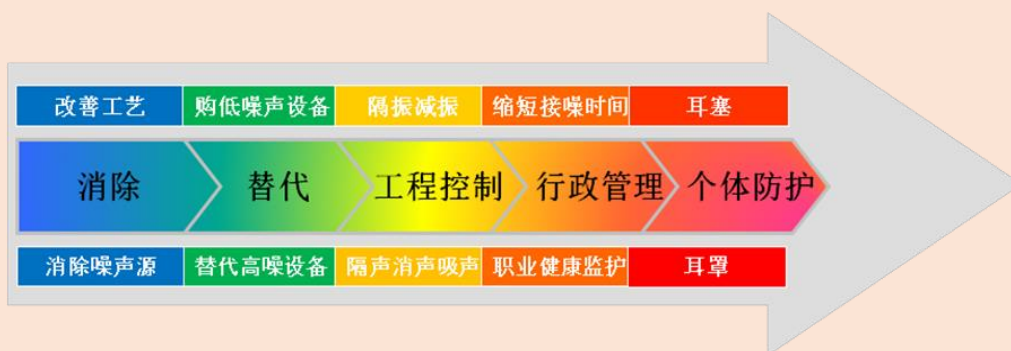 改善工艺 购低噪声设备 隔振减振 缩短接噪时间 耳塞
消除 替代 工程控制 行政管理 个体防护
消除噪声源 替代高噪设备 隔声消声吸声 职业健康监护 耳罩